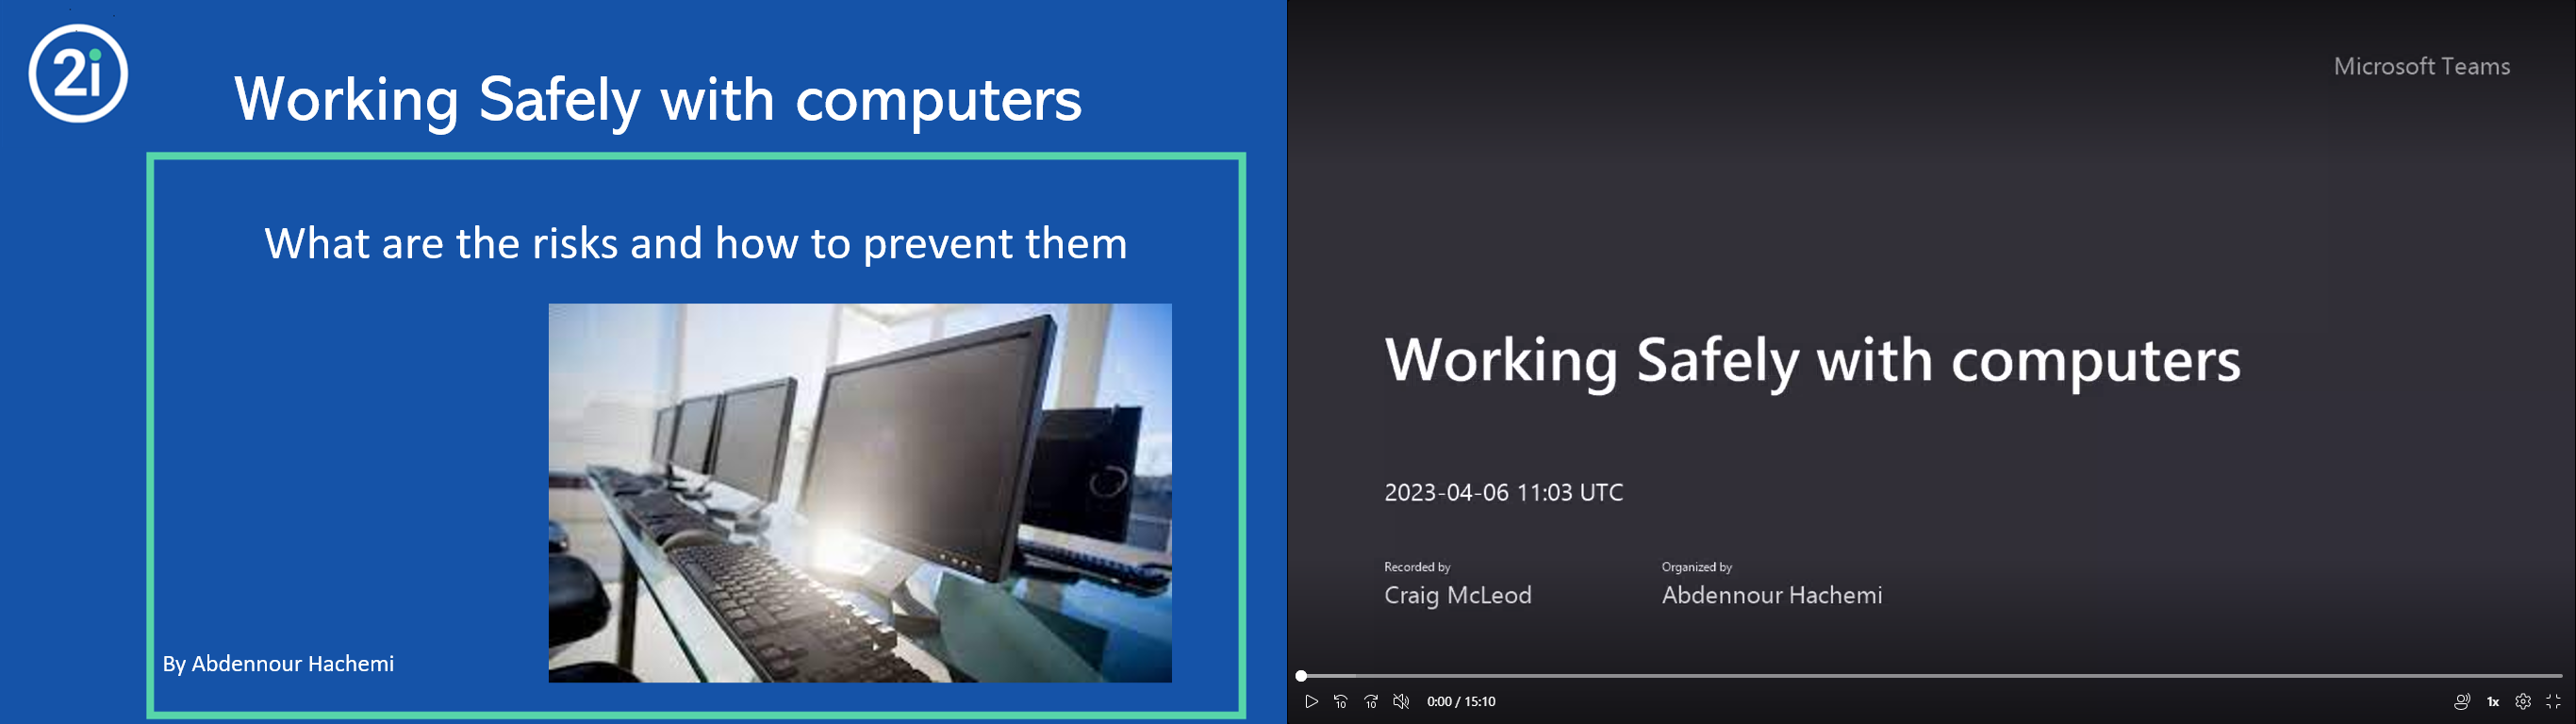 2i
Working Safely with computers
What are the risks and how to prevent them
By Abdennour Hachemi
Microsoft Teams
Working Safely with computers
2023-04-06 11:03 UTC
Recorded by
Organized by
Craig McLeod
Abdennour Hachemi
10
10
0:00 / 15:10
1x